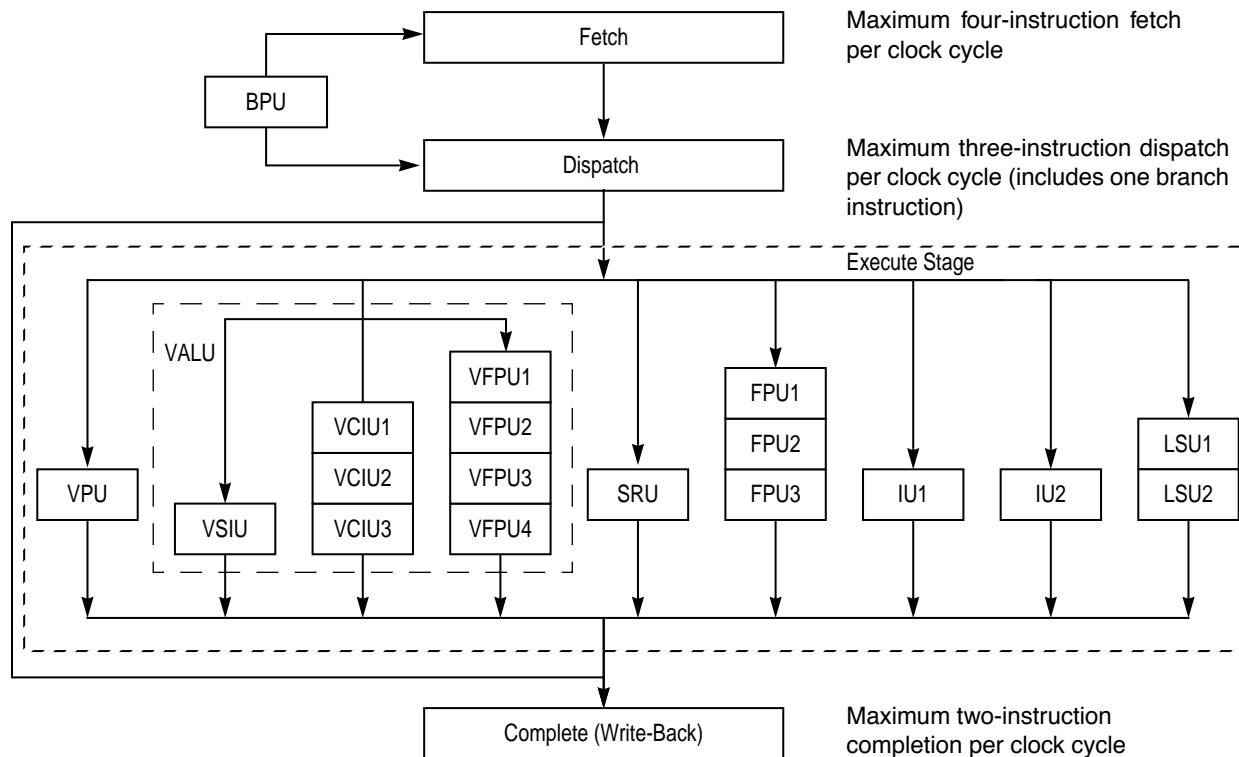 Fetch
Maximum four-instruction fetch
per clock cycle
BPU
Dispatch
Maximum three-instruction dispatch
per clock cycle (includes one branch
instruction)
Execute Stage
VALU
VPU
VSIU
VCIU1
VCIU2
VCIU3
VFPU1
VFPU2
VFPU3
VFPU4
SRU
FPU1
FPU2
FPU3
IU1
IU2
LSU1
LSU2
Complete (Write-Back)
Maximum two-instruction
completion per clock cycle